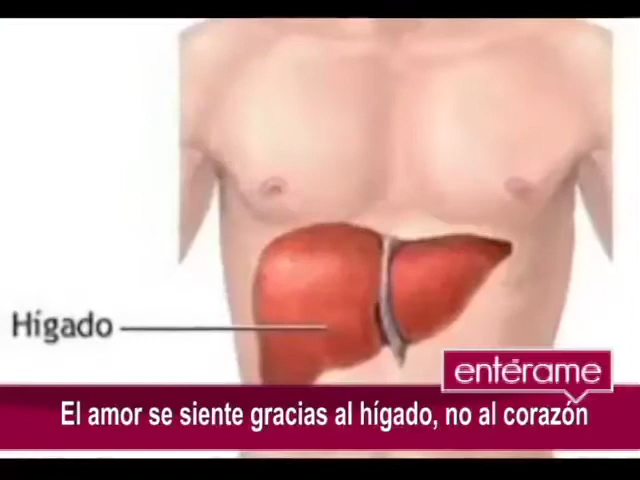 Hígado
entérame
El amor se siente gracias al hígado, no al corazón